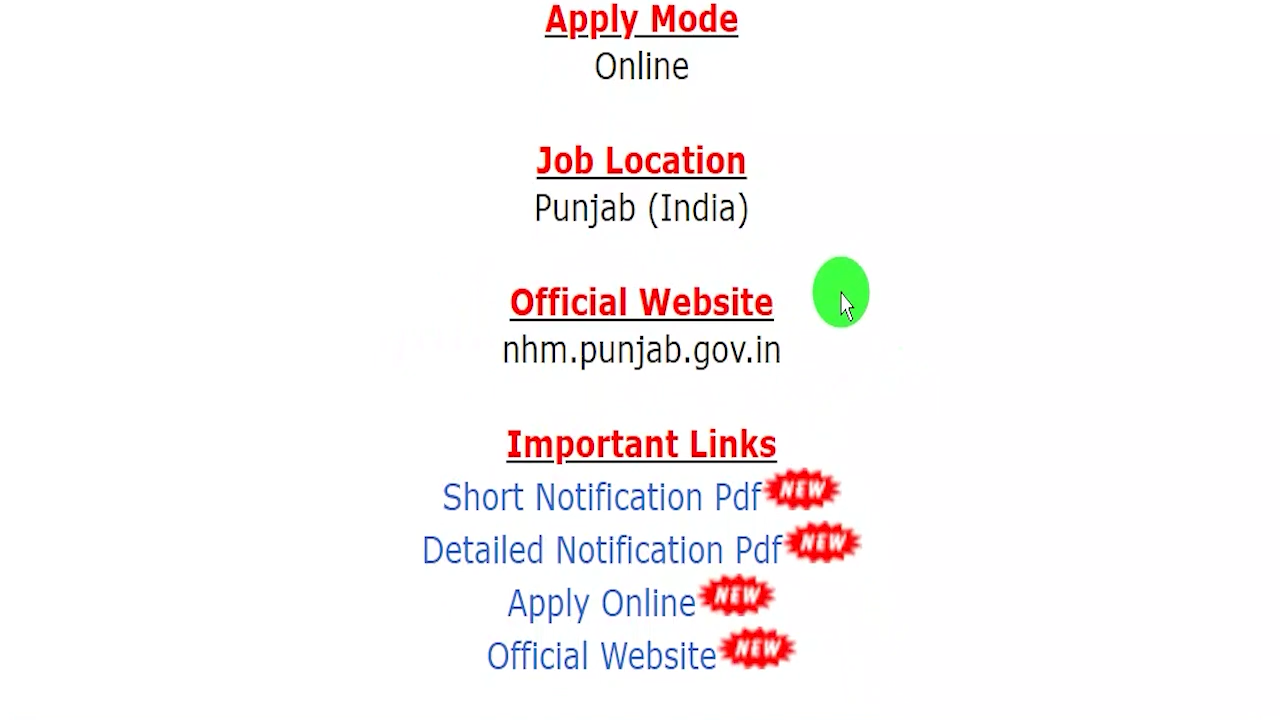 Apply Mode
Online
Job Location
Punjab (India)
Official Website
nhm.punjab.gov.in
Important Links
Short Notification Pdf NEW
Detailed Notification Pdf NEW
Apply Online NEW
Official Website NEW